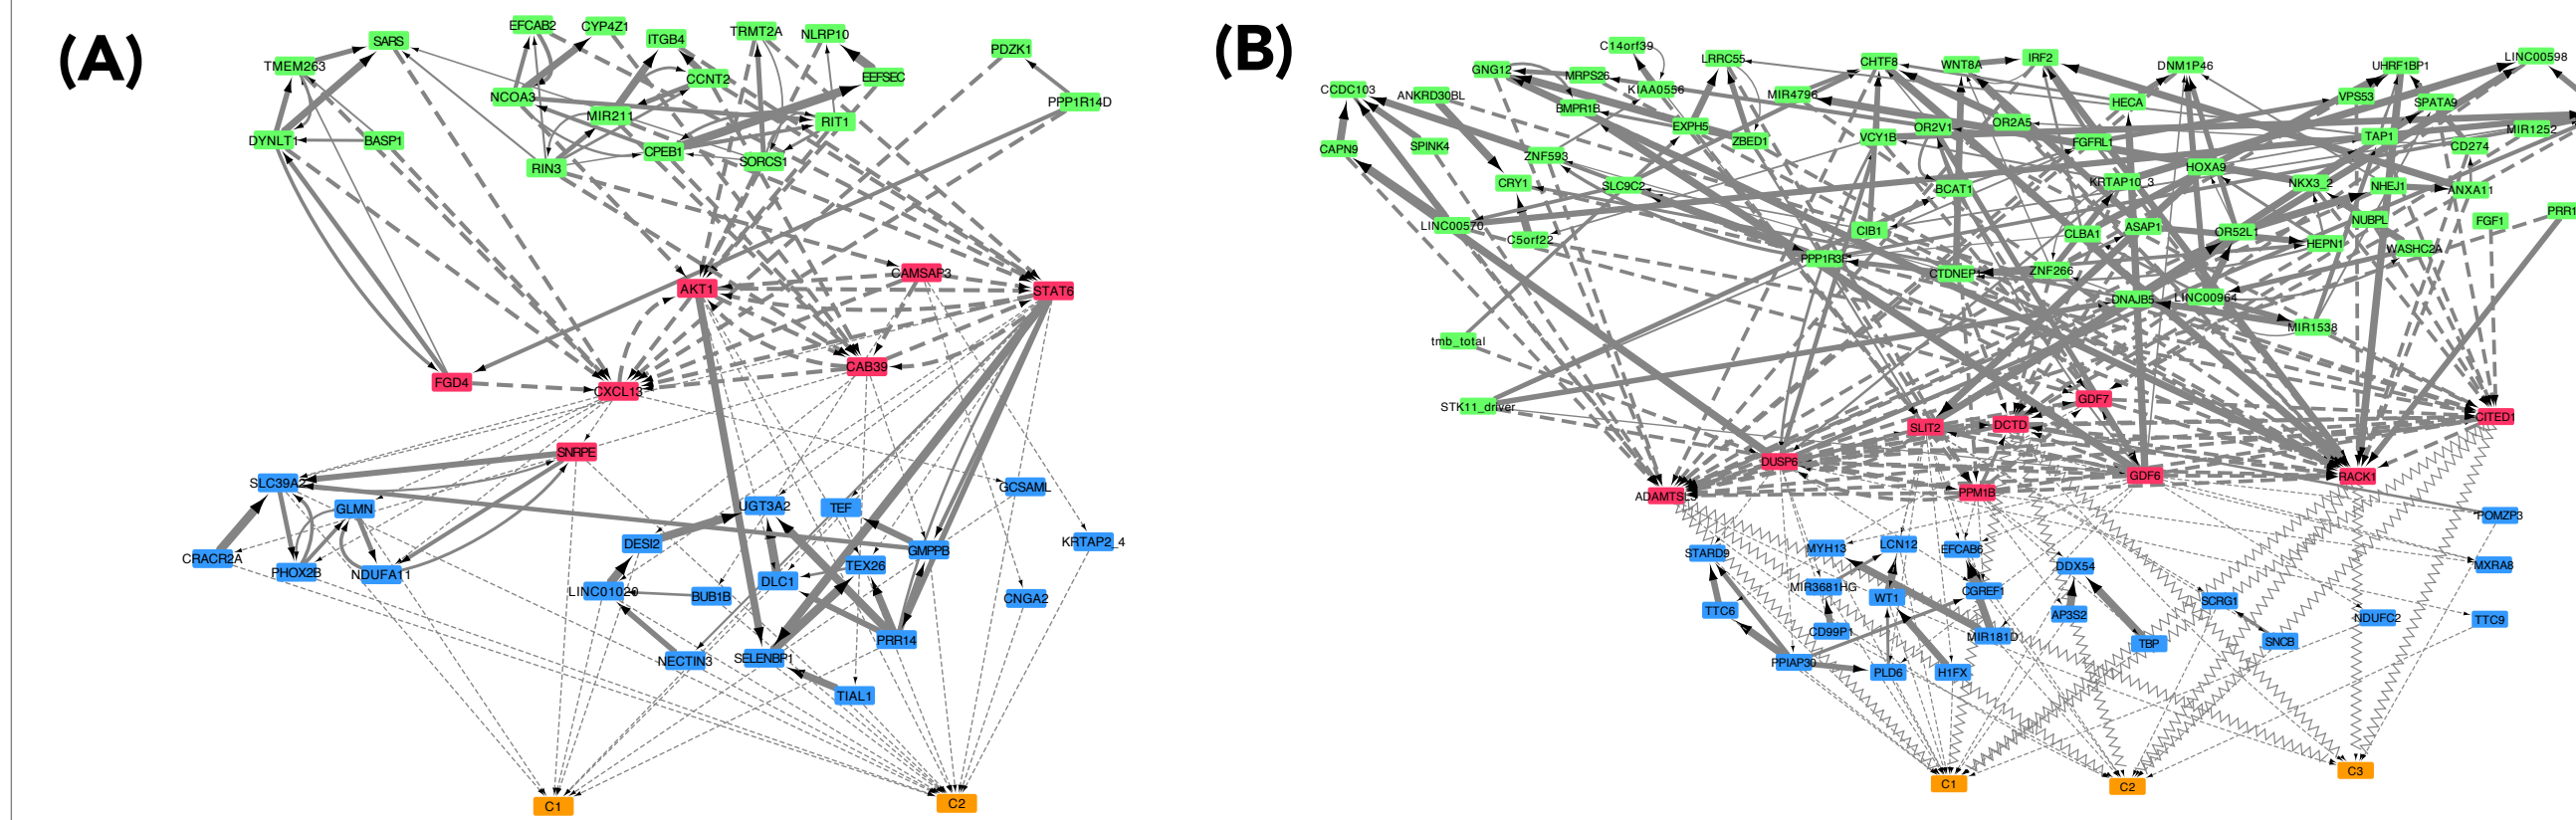 (A)
EFCAB2
CYP4Z1
ITGB4
TRMT2A
NLRP10
SARS
PDZK1
TMEM263
CCNT2
EEFSEC
NCOA3
PPP1R14D
MIR211
RIT1
DYNLT1
BASP1
CPEB1
SORCS1
RIN3
CAMSAP3
AKT1
STAT6
CAB39
FGD4
CXCL13
SNRPE
SLC39A2
GCSAML
GLMN
UGT3A2
TEF
DESI2
GMPPB
KRTAP2_4
CRACR2A
PHOX2B
NDUFA11
TEX26
DLC1
LINC01020
BUB1B
CNGA2
PRR14
NECTIN3
SELENBP1
TIAL1
C1
C2
(B)
C14orf39
LRRC55
CHTF8
WNT8A
IRF2
DNM1P46
UHRF1BP1
LINC00598
GNG12
MRPS26
KIAA0556
CCDC103
ANKRD30BL
MIR4796
HECA
VPS53
SPATA9
BMPR1B
EXPH5
OR2V1
OR2A5
MIR1252
CAPN9
SPINK4
ZBED1
VCY1B
FGFRL1
TAP1
CD274
ZNF593
HOXA9
CRY1
SLC9C2
BCAT1
KRTAP10_3
NKX3_2
NHEJ1
ANXA11
LINC00570
C5orf22
CIB1
CLBA1
ASAP1
OR52L1
NUBPL
FGF1
PRR1
HEPN1
WASHC2A
CTDNEP1
ZNF266
DNAJB5
LINC00964
MIR1538
tmb_total
STK11_driver
GDF7
CITED1
SLIT2
DCTD
DUSP6
GDF6
RACK1
PPM1B
POMZP3
STARD9
MYH13
LCN12
EFCAB6
DDX54
MXRA8
MIR3681HG
WT1
CGREF1
TTC6
AP3S2
SCRG1
NDUFC2
TTC9
CD99P1
MIR181D
TBP
SNCB
PPIAP30
PLD6
H1FX
C1
C2
C3